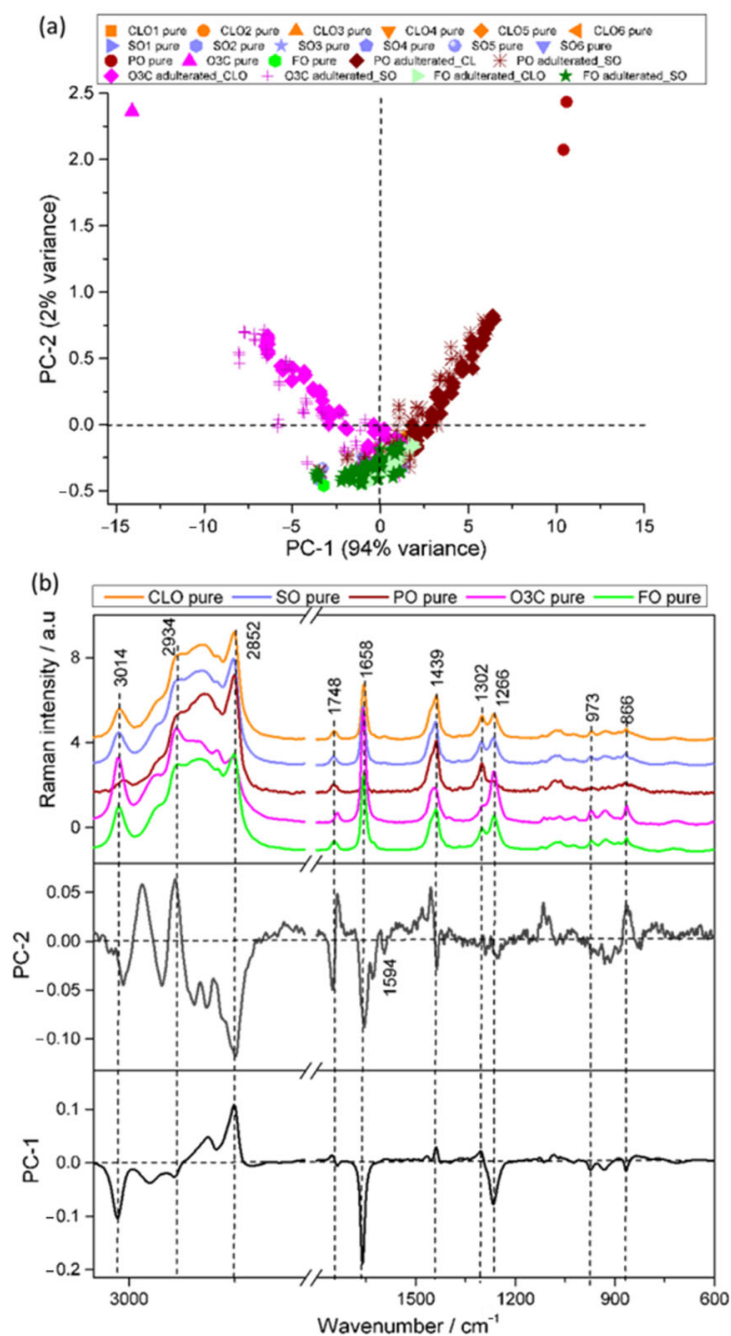 (a)
CLO1 pure CLO2 pure CLO3 pure CLO4 pure CLO5 pure CLO6 pure
SO1 pure SO2 pure SO3 pure SO4 pure SO5 pure SO6 pure
PO pure O3C pure FO pure PO adulterated_CL PO adulterated_SO
O3C adulterated_CLO O3C adulterated_SO FO adulterated_CLO FO adulterated_SO
2.5
2.0
1.5
1.0
0.5
0.0
−0.5
PC-2 (2% variance)
−15 −10 −5 0 5 10 15
PC-1 (94% variance)
(b)
CLO pure SO pure PO pure O3C pure FO pure
Raman intensity / a.u
8
4
0
3014
2934
2852
1748
1658
1439
1302
1266
973
866
PC-2
0.05
0.00
−0.05
−0.10
1594
PC-1
0.1
0.0
−0.1
−0.2
3000 1500 1200 900 600
Wavenumber / cm⁻¹